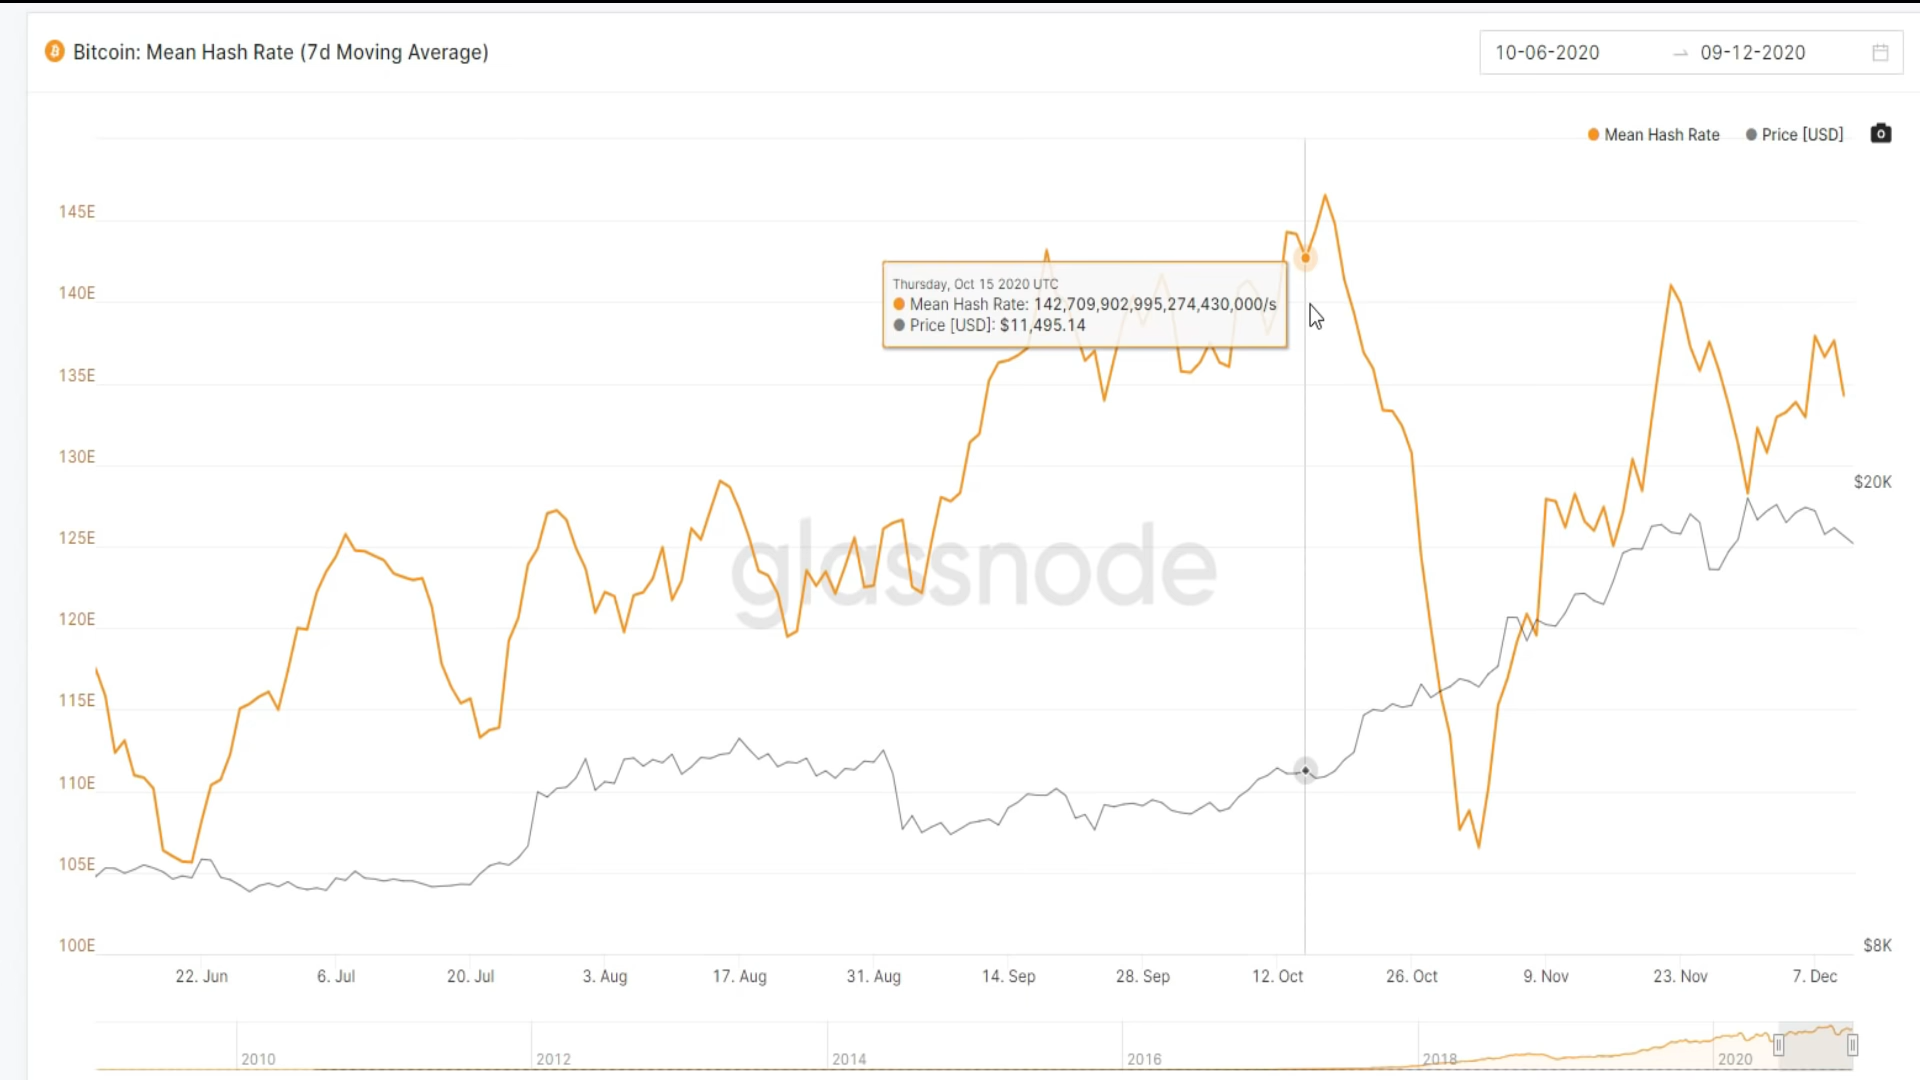 Bitcoin: Mean Hash Rate (7d Moving Average)
10-06-2020 → 09-12-2020
Mean Hash Rate Price [USD]
145E
140E
135E
130E
125E
120E
115E
110E
105E
100E
Thursday, Oct 15 2020 UTC
Mean Hash Rate: 142,709,902,995,274,430,000/s
Price [USD]: $11,495.14
glassnode
$20K
$8K
22. Jun 6. Jul 20. Jul 3. Aug 17. Aug 31. Aug 14. Sep 28. Sep 12. Oct 26. Oct 9. Nov 23. Nov 7. Dec
2010 2012 2014 2016 2018 2020